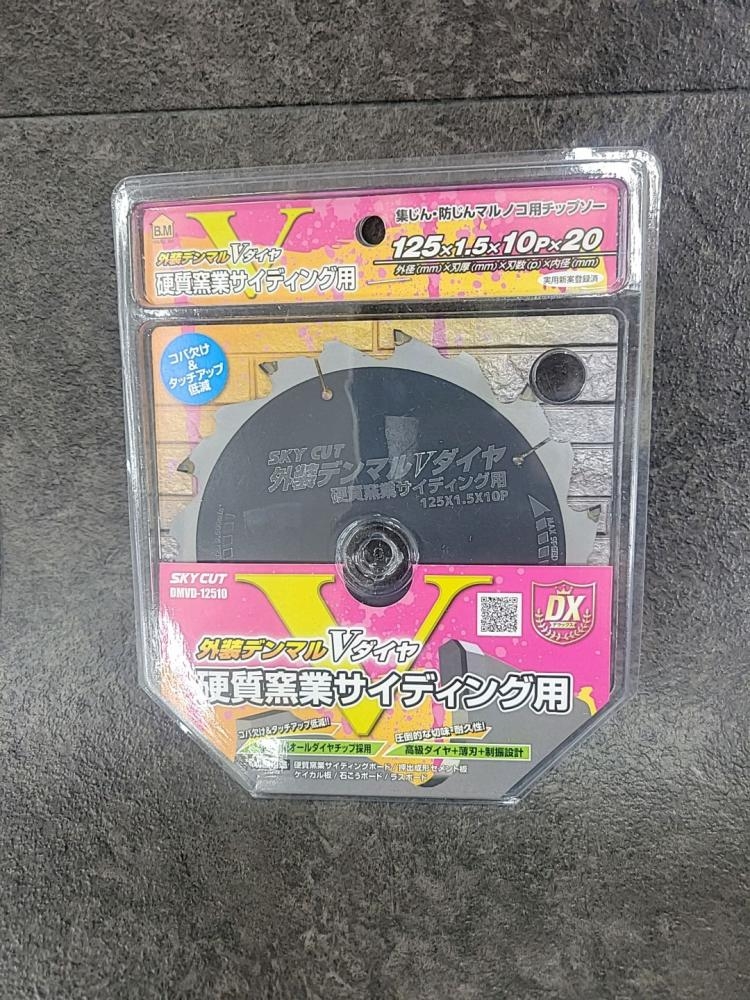 B.M
外装デンマルVダイヤ
硬質窯業サイディング用
集じん・防じんマルノコ用チップソー
125×1.5×10P×20
外径(mm)×刃厚(mm)×刃数(p)×内径(mm)
実用新案登録済
コバ欠け
&
タッチアップ
低減
SKY CUT
外装デンマルVダイヤ
硬質窯業サイディング用
125X1.5X10P
SKY CUT
DMVD-12510
DX
デラックス
外装デンマルVダイヤ
硬質窯業サイディング用
コバ欠け&タッチアップ低減!!
オールダイヤチップ採用
圧倒的な切味・耐久性!
高級ダイヤ+薄刃+制振設計
硬質窯業サイディングボード/押出成形セメント板
ケイカル板/石こうボード/ラスボード